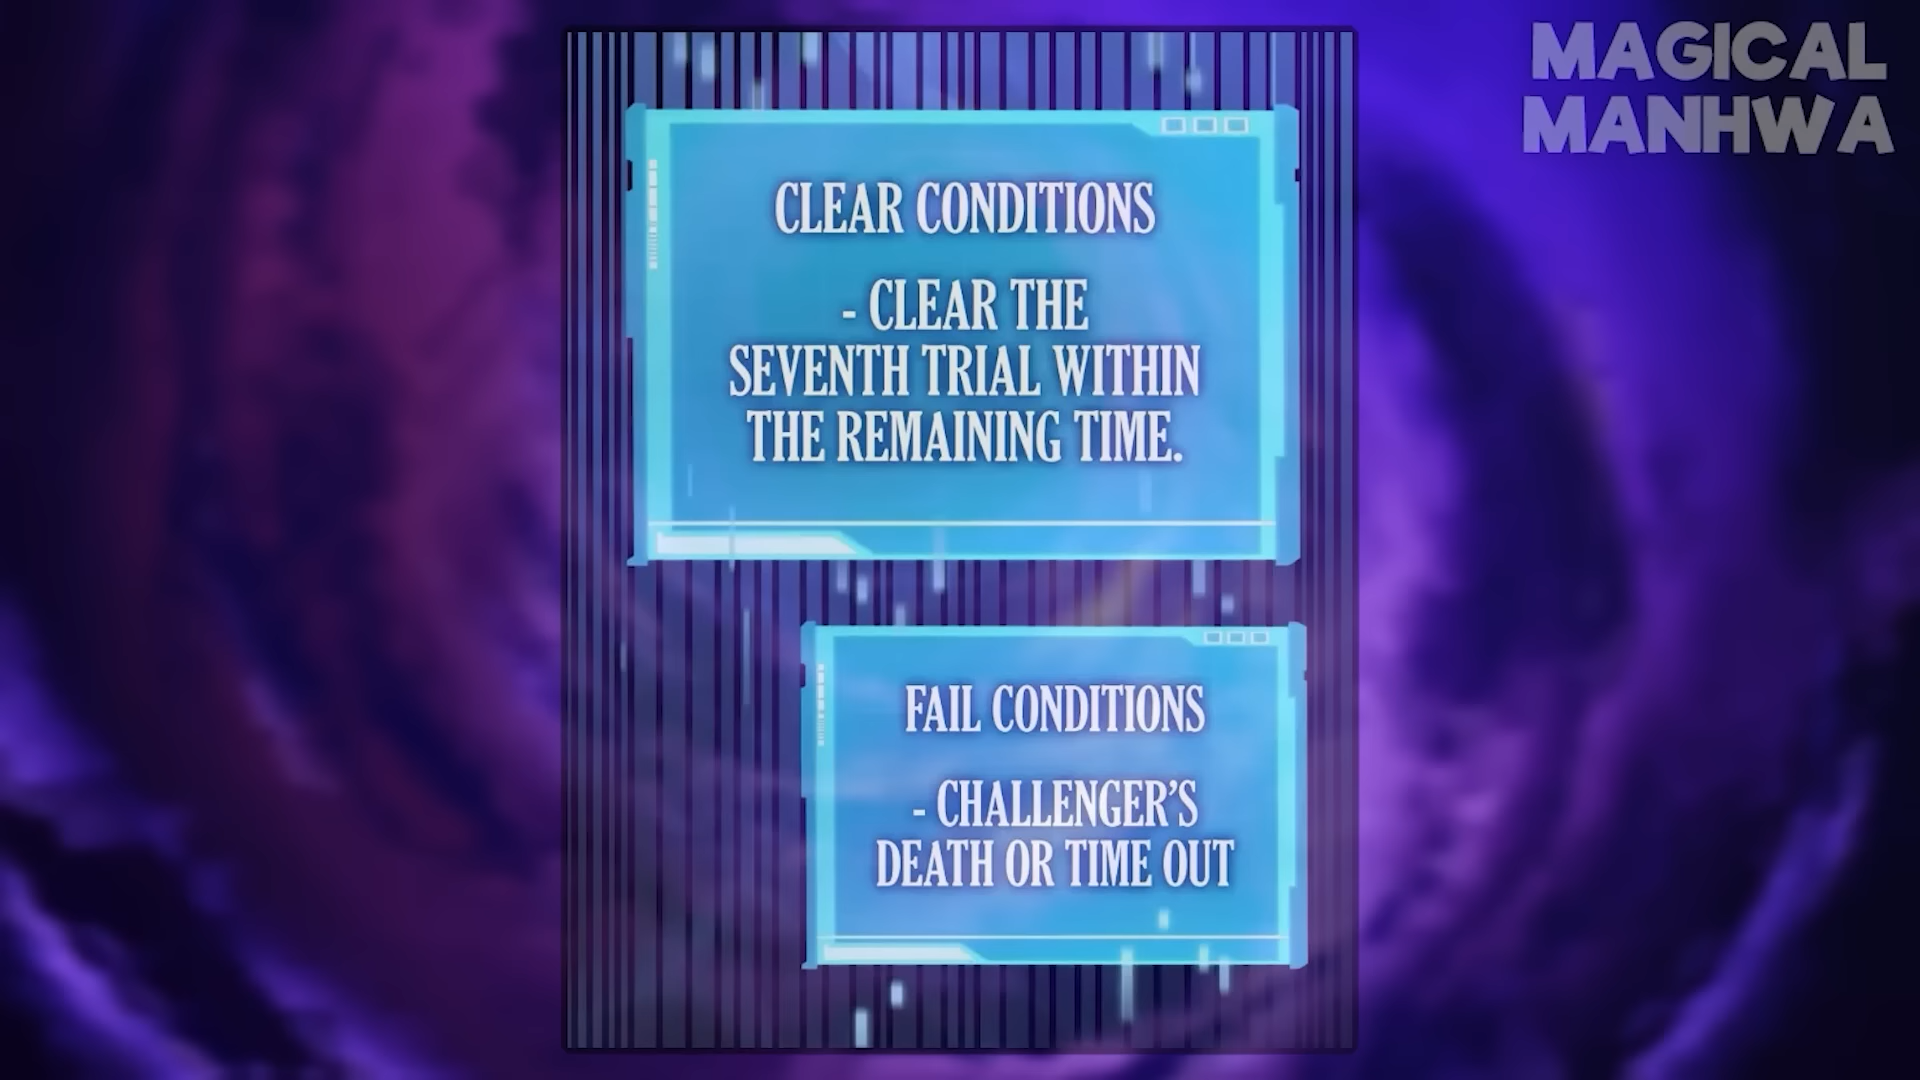 MAGICAL
MANHWA
CLEAR CONDITIONS
- CLEAR THE
SEVENTH TRIAL WITHIN
THE REMAINING TIME.
FAIL CONDITIONS
- CHALLENGER’S
DEATH OR TIME OUT